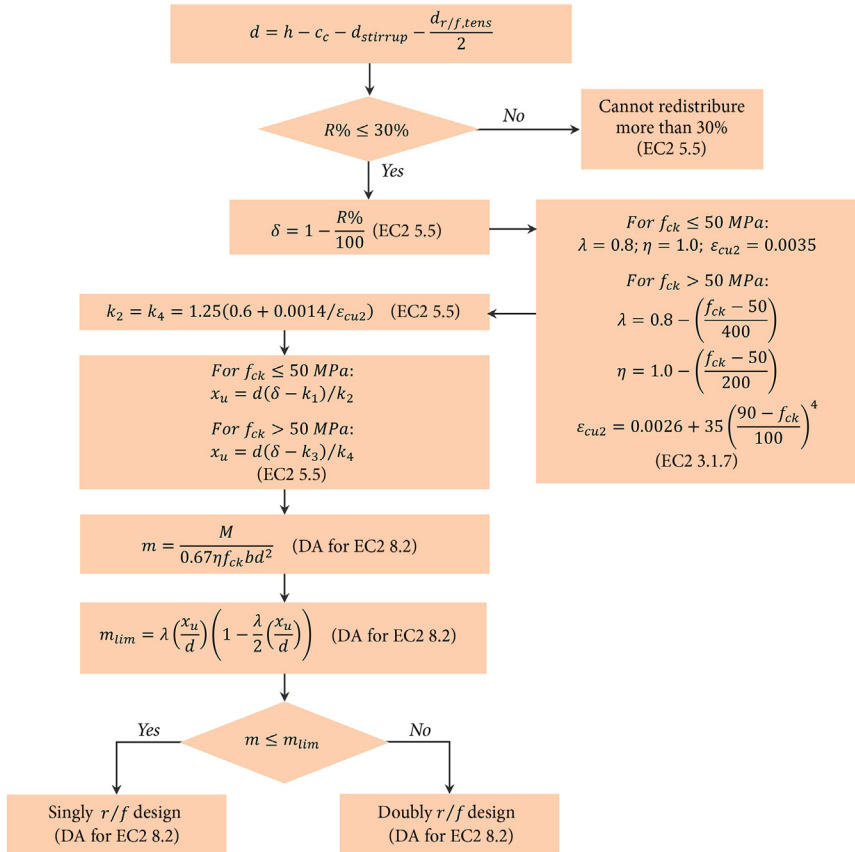 d = h − c_c − d_stirrup − d_{r/f,tens}/2
R% ≤ 30%
No
Cannot redistribure
more than 30%
(EC2 5.5)
Yes
δ = 1 − R%/100 (EC2 5.5)
For f_ck ≤ 50 MPa:
λ = 0.8; η = 1.0; ε_cu2 = 0.0035
For f_ck > 50 MPa:
λ = 0.8 − ((f_ck − 50)/400)
η = 1.0 − ((f_ck − 50)/200)
ε_cu2 = 0.0026 + 35 ((90 − f_ck)/100)^4
(EC2 3.1.7)
k_2 = k_4 = 1.25(0.6 + 0.0014/ε_cu2) (EC2 5.5)
For f_ck ≤ 50 MPa:
x_u = d(δ − k_1)/k_2
For f_ck > 50 MPa:
x_u = d(δ − k_3)/k_4
(EC2 5.5)
m = M/(0.67ηf_ck bd^2) (DA for EC2 8.2)
m_lim = λ (x_u/d) (1 − λ/2 (x_u/d)) (DA for EC2 8.2)
Yes
m ≤ m_lim
No
Singly r/f design
(DA for EC2 8.2)
Doubly r/f design
(DA for EC2 8.2)